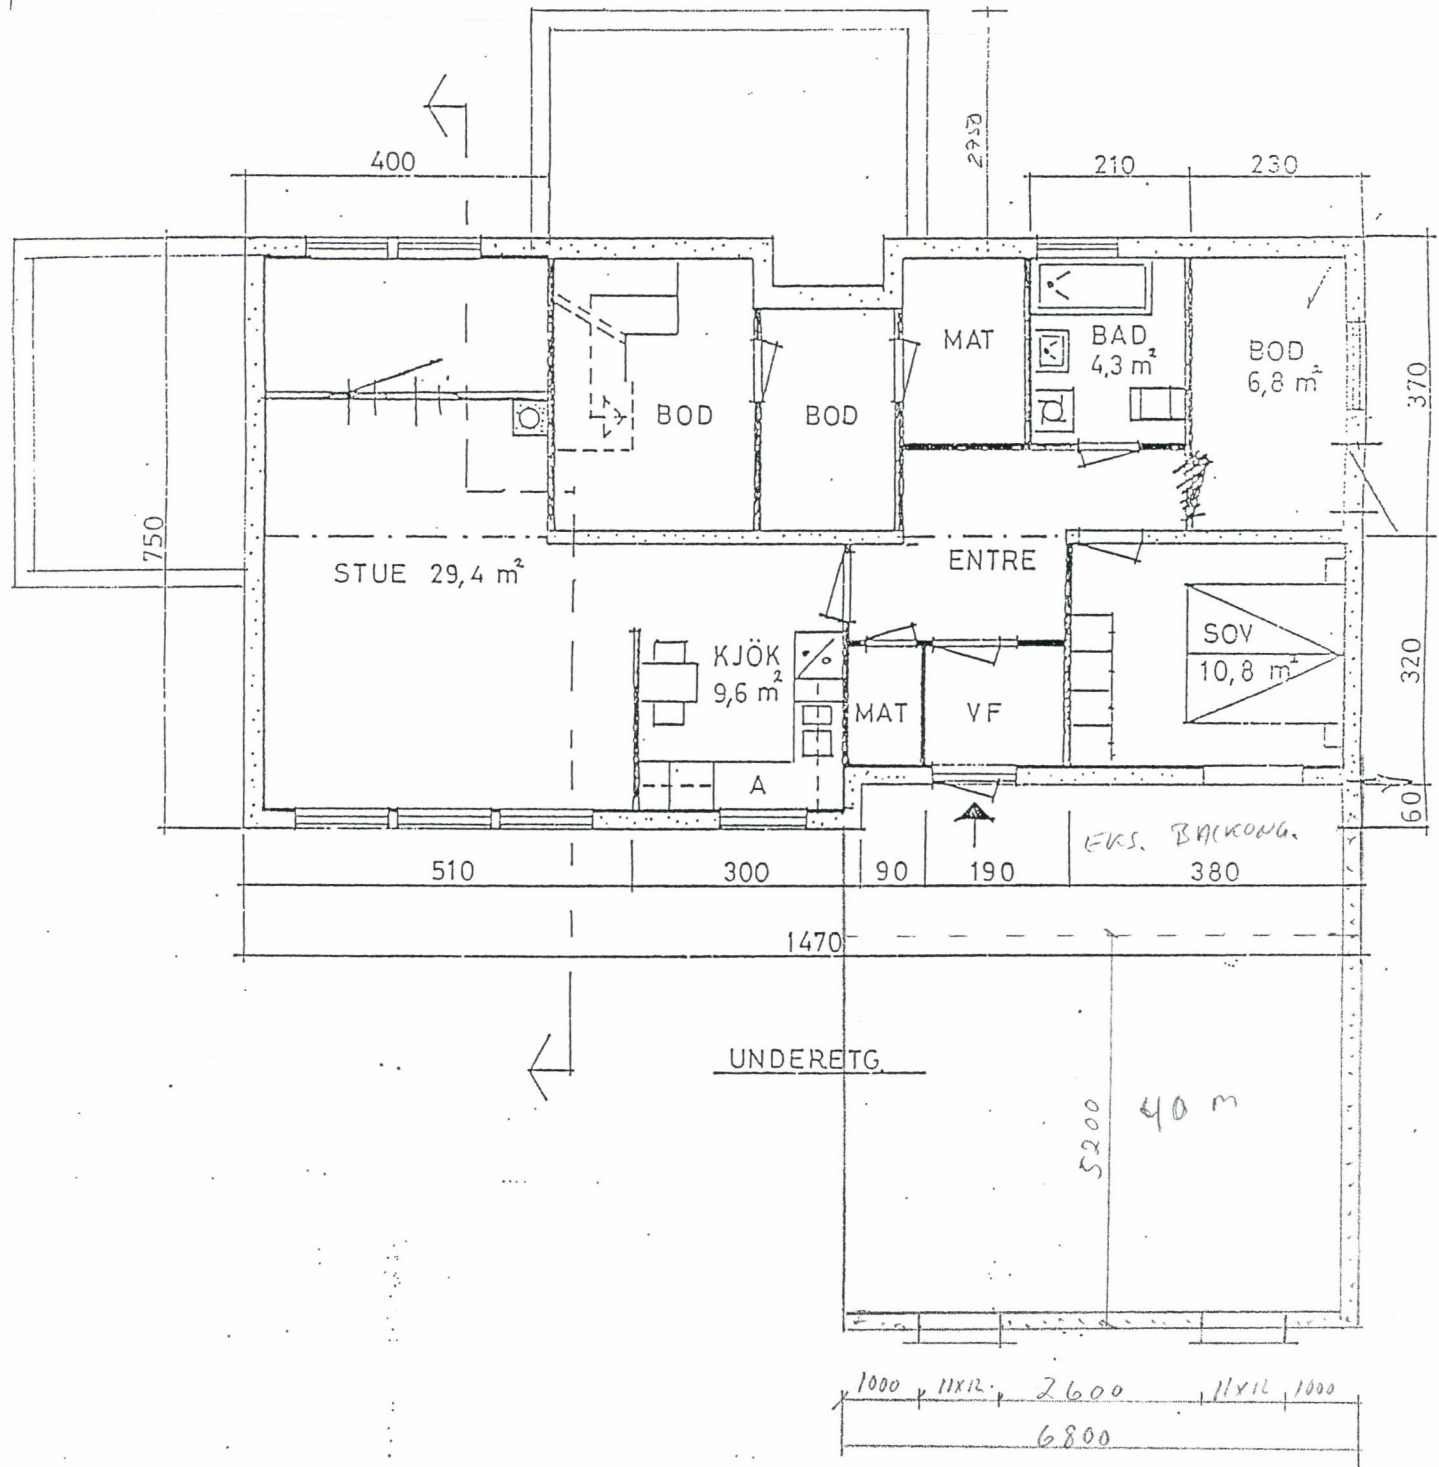 2750
400
210
230
MAT
BAD
4,3 m²
BOD
6,8 m²
370
BOD
BOD
750
STUE 29,4 m²
ENTRE
KJÖK
9,6 m²
SOV
10,8 m²
320
MAT
VF
A
60
EKS. BALKONG.
510
300
90
190
380
1470
UNDERETG.
5200
40 m
1000
11x12
2600
11x12
1000
6800